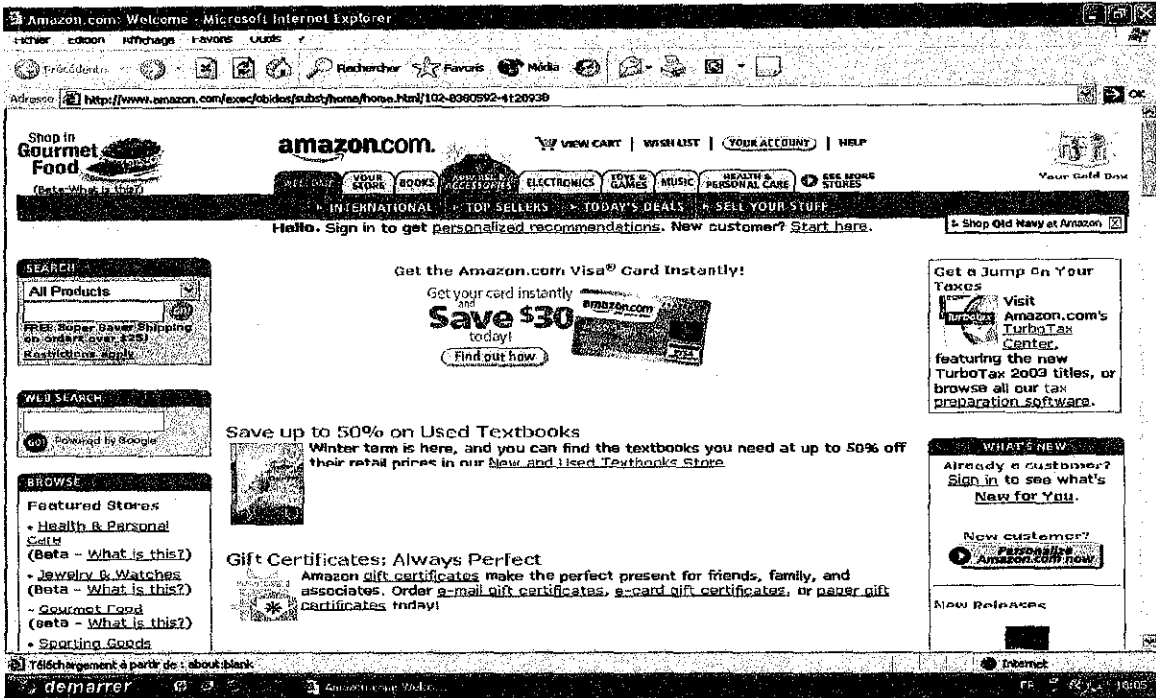 Amazon.com: Welcome - Microsoft Internet Explorer
Fichier Edition Affichage Favoris Outils ?
Précédente Rechercher Favoris Média
Adresse http://www.amazon.com/exec/obidos/subst/home/home.html/102-8360592-4120938 OK
Shop in
Gourmet
Food
(Beta-What is this?)
amazon.com.
VIEW CART | WISH LIST | YOUR ACCOUNT | HELP
Your Gold Box
WELCOME YOUR STORE BOOKS APPAREL & ACCESSORIES ELECTRONICS TOYS & GAMES MUSIC HEALTH & PERSONAL CARE SEE MORE STORES
INTERNATIONAL TOP SELLERS TODAY'S DEALS SELL YOUR STUFF
Hello. Sign in to get personalized recommendations. New customer? Start here.
Shop Old Navy at Amazon
SEARCH
All Products
GO!
FREE Super Saver Shipping
on orders over $25!
Restrictions apply
WEB SEARCH
GO! Powered by Google
BROWSE
Featured Stores
• Health & Personal
Care
(Beta - What is this?)
• Jewelry & Watches
(Beta - What is this?)
• Gourmet Food
(Beta - What is this?)
• Sporting Goods
Get the Amazon.com Visa® Card Instantly!
Get your card instantly
and
Save $30
today!
Find out how
amazon.com
VISA
Save up to 50% on Used Textbooks
Winter term is here, and you can find the textbooks you need at up to 50% off
their retail prices in our New and Used Textbooks Store
Gift Certificates: Always Perfect
Amazon gift certificates make the perfect present for friends, family, and
associates. Order e-mail gift certificates, e-card gift certificates, or paper gift
certificates today!
Get a Jump On Your
Taxes
TurboTax
Visit
Amazon.com's
TurboTax
Center,
featuring the new
TurboTax 2003 titles, or
browse all our tax
preparation software.
WHAT'S NEW
Already a customer?
Sign in to see what's
New for You.
New customer?
Personalize
Amazon.com now
New Releases
Téléchargement à partir de : about:blank
Internet
démarrer Amazon.com: Welco... FR 18:05